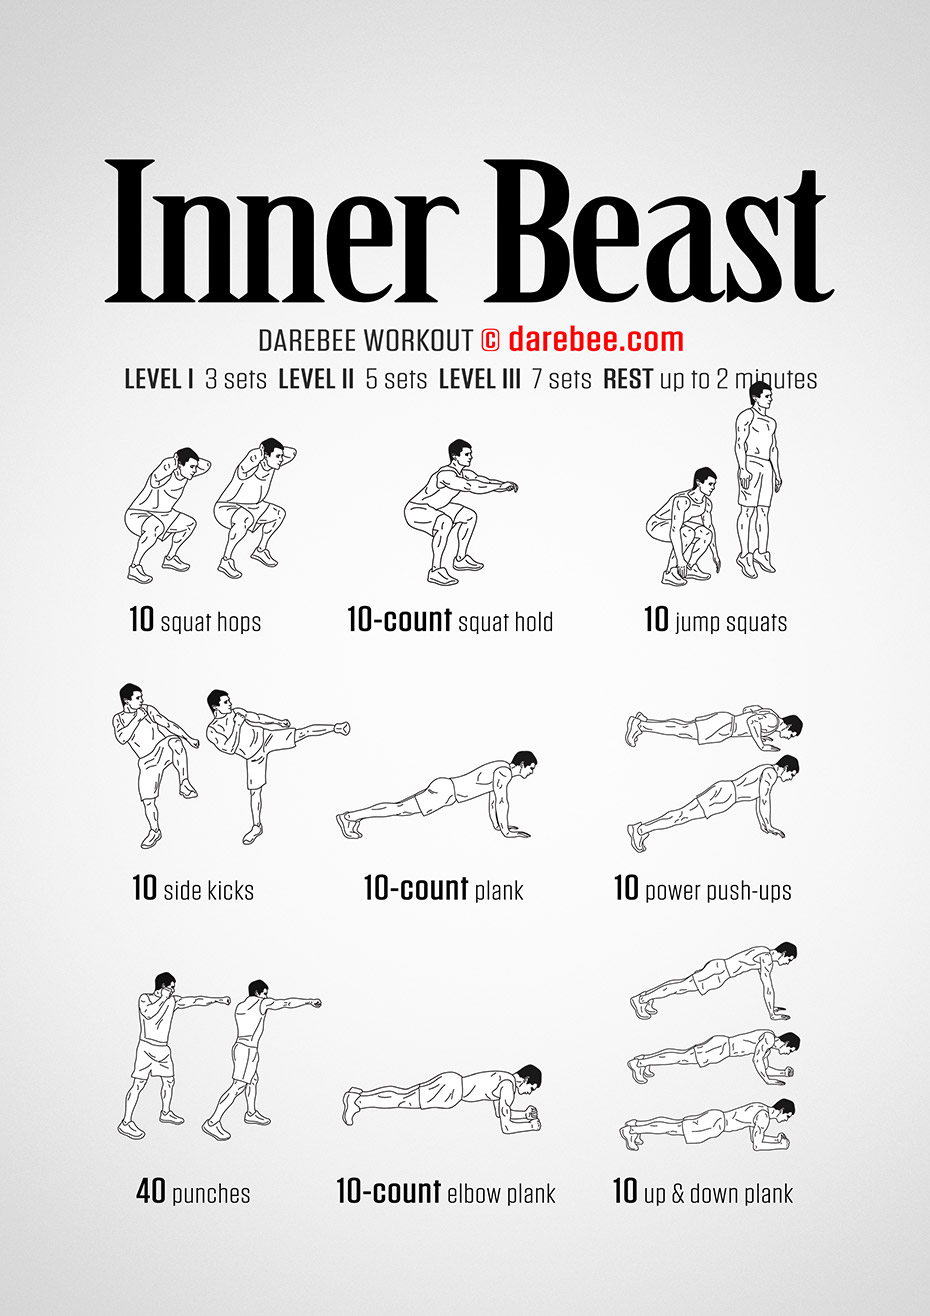 Inner Beast
DAREBEE WORKOUT © darebee.com
LEVEL I 3 sets LEVEL II 5 sets LEVEL III 7 sets REST up to 2 minutes
10 squat hops
10-count squat hold
10 jump squats
10 side kicks
10-count plank
10 power push-ups
40 punches
10-count elbow plank
10 up & down plank